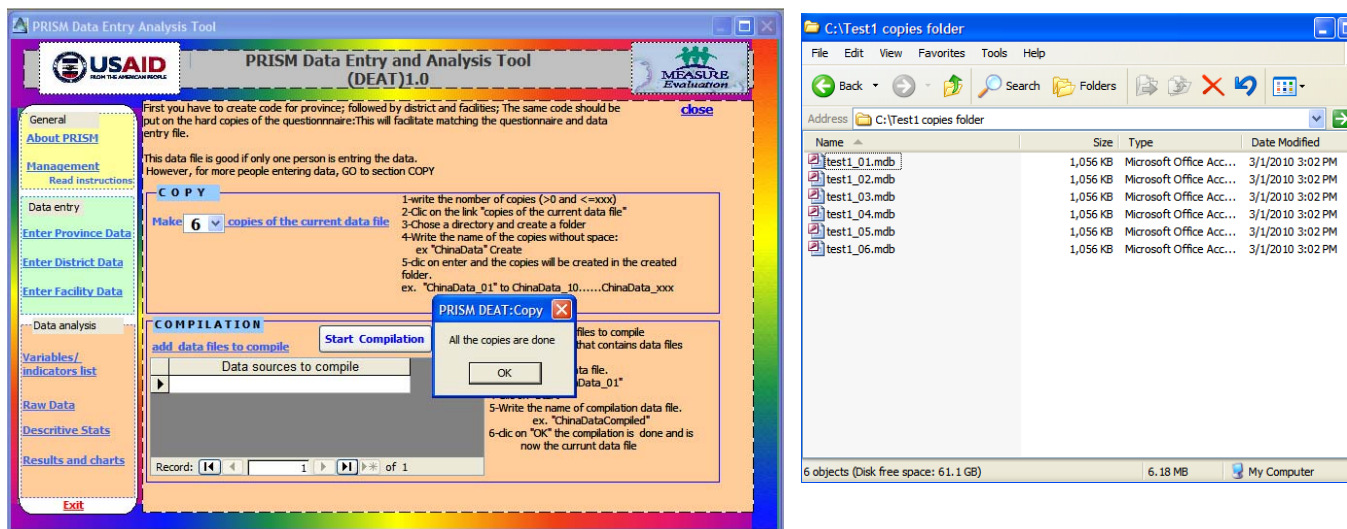 PRISM Data Entry Analysis Tool
USAID
FROM THE AMERICAN PEOPLE
PRISM Data Entry and Analysis Tool
(DEAT)1.0
MEASURE
Evaluation
General
About PRISM
Management
Read instructions
Data entry
Enter Province Data
Enter District Data
Enter Facility Data
Data analysis
Variables/
indicators list
Raw Data
Descritive Stats
Results and charts
Exit
First you have to create code for province; followed by district and facilities; The same code should be
put on the hard copies of the questionnnaire:This will facilitate matching the questionnaire and data
entry file.
close
This data file is good if only one person is entring the data.
However, for more people entering data, GO to section COPY
COPY
Make 6 copies of the current data file
1-write the nomber of copies (>0 and <=xxx)
2-Clic on the link "copies of the current data file"
3-Chose a directory and create a folder
4-Write the name of the copies without space:
ex "ChinaData" Create
5-clic on enter and the copies will be created in the created
folder.
ex. "ChinaData_01" to ChinaData_10......ChinaData_xxx
COMPILATION
add data files to compile
Start Compilation
Data sources to compile
Record: 1 of 1
files to compile
that contains data files
ata file.
aData_01"
5-Write the name of compilation data file.
ex. "ChinaDataCompiled"
6-clic on "OK" the compilation is done and is
now the currunt data file
PRISM DEAT:Copy
All the copies are done
OK
C:\Test1 copies folder
File Edit View Favorites Tools Help
Back Search Folders
Address C:\Test1 copies folder
Name Size Type Date Modified
test1_01.mdb 1,056 KB Microsoft Office Acc... 3/1/2010 3:02 PM
test1_02.mdb 1,056 KB Microsoft Office Acc... 3/1/2010 3:02 PM
test1_03.mdb 1,056 KB Microsoft Office Acc... 3/1/2010 3:02 PM
test1_04.mdb 1,056 KB Microsoft Office Acc... 3/1/2010 3:02 PM
test1_05.mdb 1,056 KB Microsoft Office Acc... 3/1/2010 3:02 PM
test1_06.mdb 1,056 KB Microsoft Office Acc... 3/1/2010 3:02 PM
6 objects (Disk free space: 61.1 GB) 6.18 MB My Computer